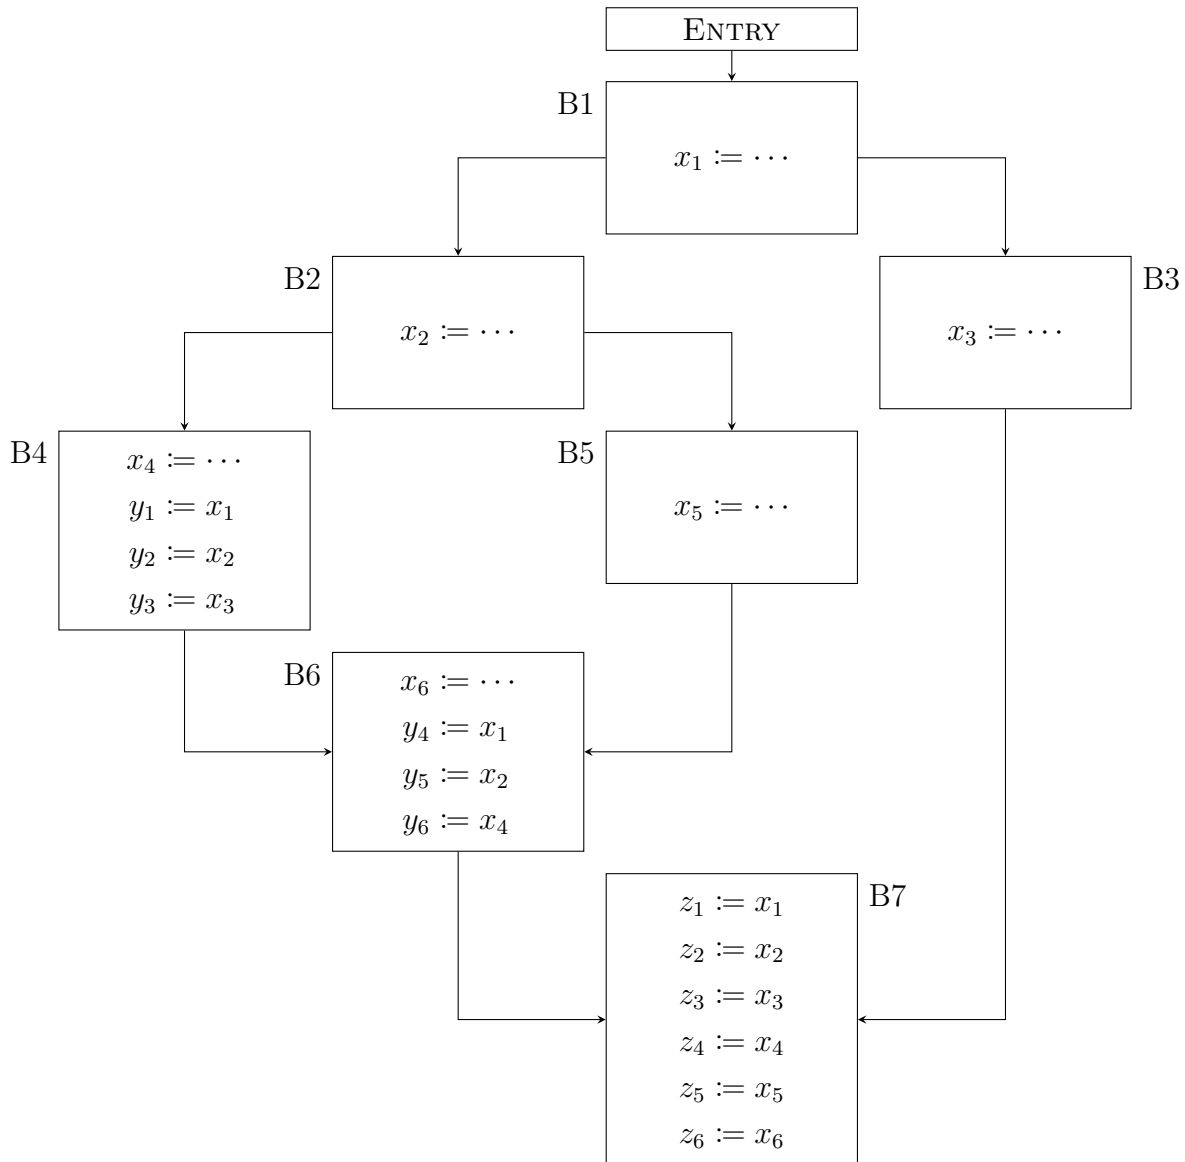 ENTRY
B1
x₁ := ⋯
B2
x₂ := ⋯
B3
x₃ := ⋯
B4
x₄ := ⋯
y₁ := x₁
y₂ := x₂
y₃ := x₃
B5
x₅ := ⋯
B6
x₆ := ⋯
y₄ := x₁
y₅ := x₂
y₆ := x₄
B7
z₁ := x₁
z₂ := x₂
z₃ := x₃
z₄ := x₄
z₅ := x₅
z₆ := x₆